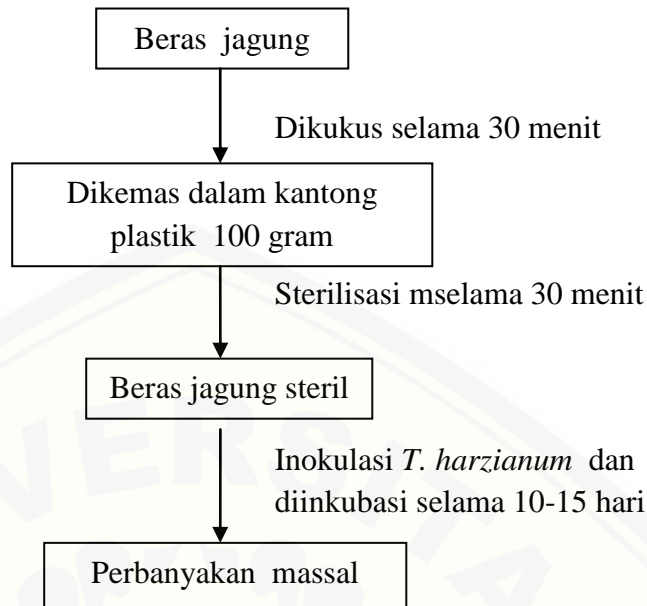 Beras jagung
Dikukus selama 30 menit
Dikemas dalam kantong
plastik 100 gram
Sterilisasi mselama 30 menit
Beras jagung steril
Inokulasi T. harzianum dan
diinkubasi selama 10-15 hari
Perbanyakan massal